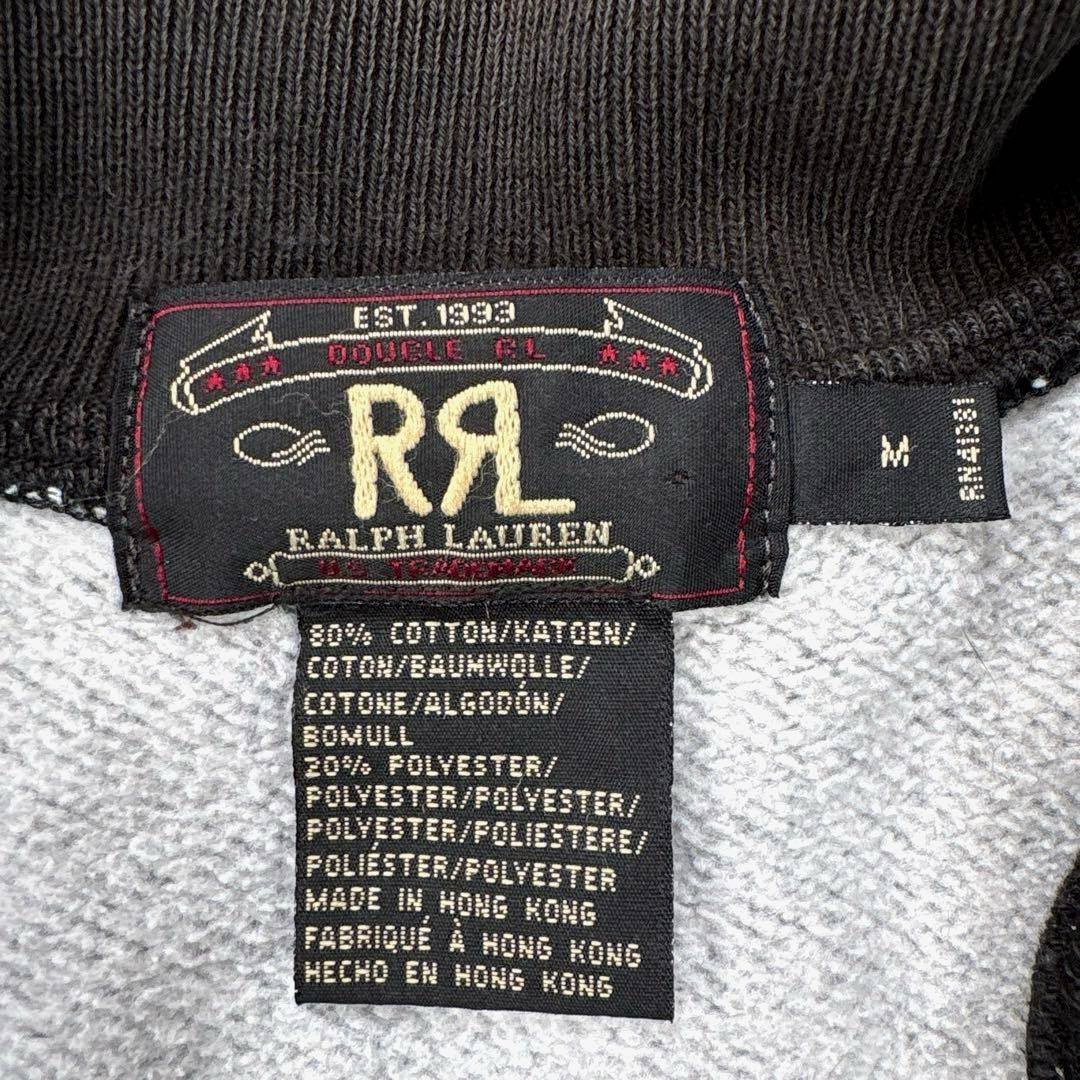 EST. 1993
DOUBLE RL
RRL
RALPH LAUREN
U.S. TRADEMARK
M
RN41381
80% COTTON/KATOEN/
COTON/BAUMWOLLE/
COTONE/ALGODÓN/
BOMULL
20% POLYESTER/
POLYESTER/POLYESTER/
POLYESTER/POLIESTERE/
POLIÉSTER/POLYESTER
MADE IN HONG KONG
FABRIQUÉ À HONG KONG
HECHO EN HONG KONG